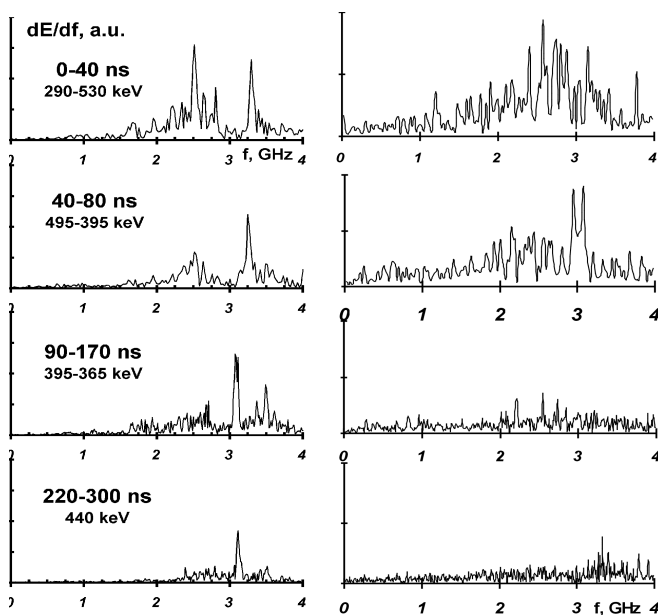 dE/df, a.u.
0-40 ns
290-530 keV
f, GHz
0 1 2 3 4
0 1 2 3 4
40-80 ns
495-395 keV
0 1 2 3 4
0 1 2 3 4
90-170 ns
395-365 keV
0 1 2 3 4
0 1 2 3 4
220-300 ns
440 keV
0 1 2 3 4
0 1 2 3 f, GHz 4